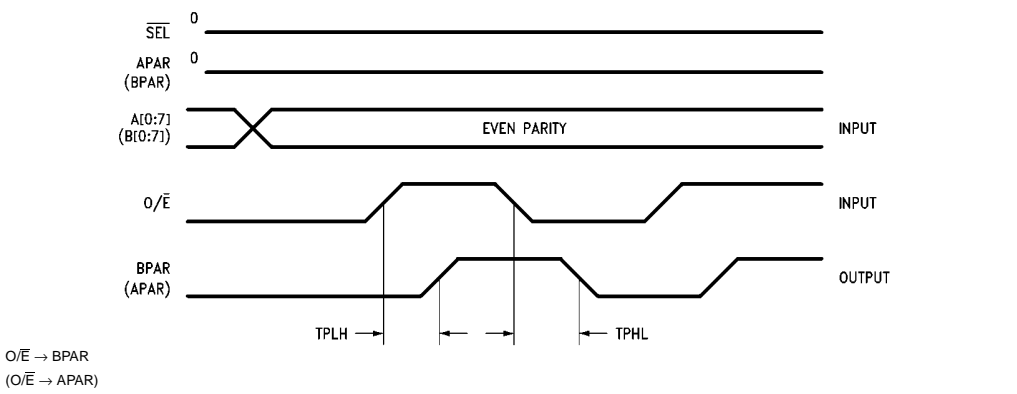 S̅E̅L̅ 0
APAR 0
(BPAR)
A[0:7]
(B[0:7])
EVEN PARITY
INPUT
O/E̅
INPUT
BPAR
(APAR)
OUTPUT
TPLH
TPHL
O/E̅ → BPAR
(O/E̅ → APAR)